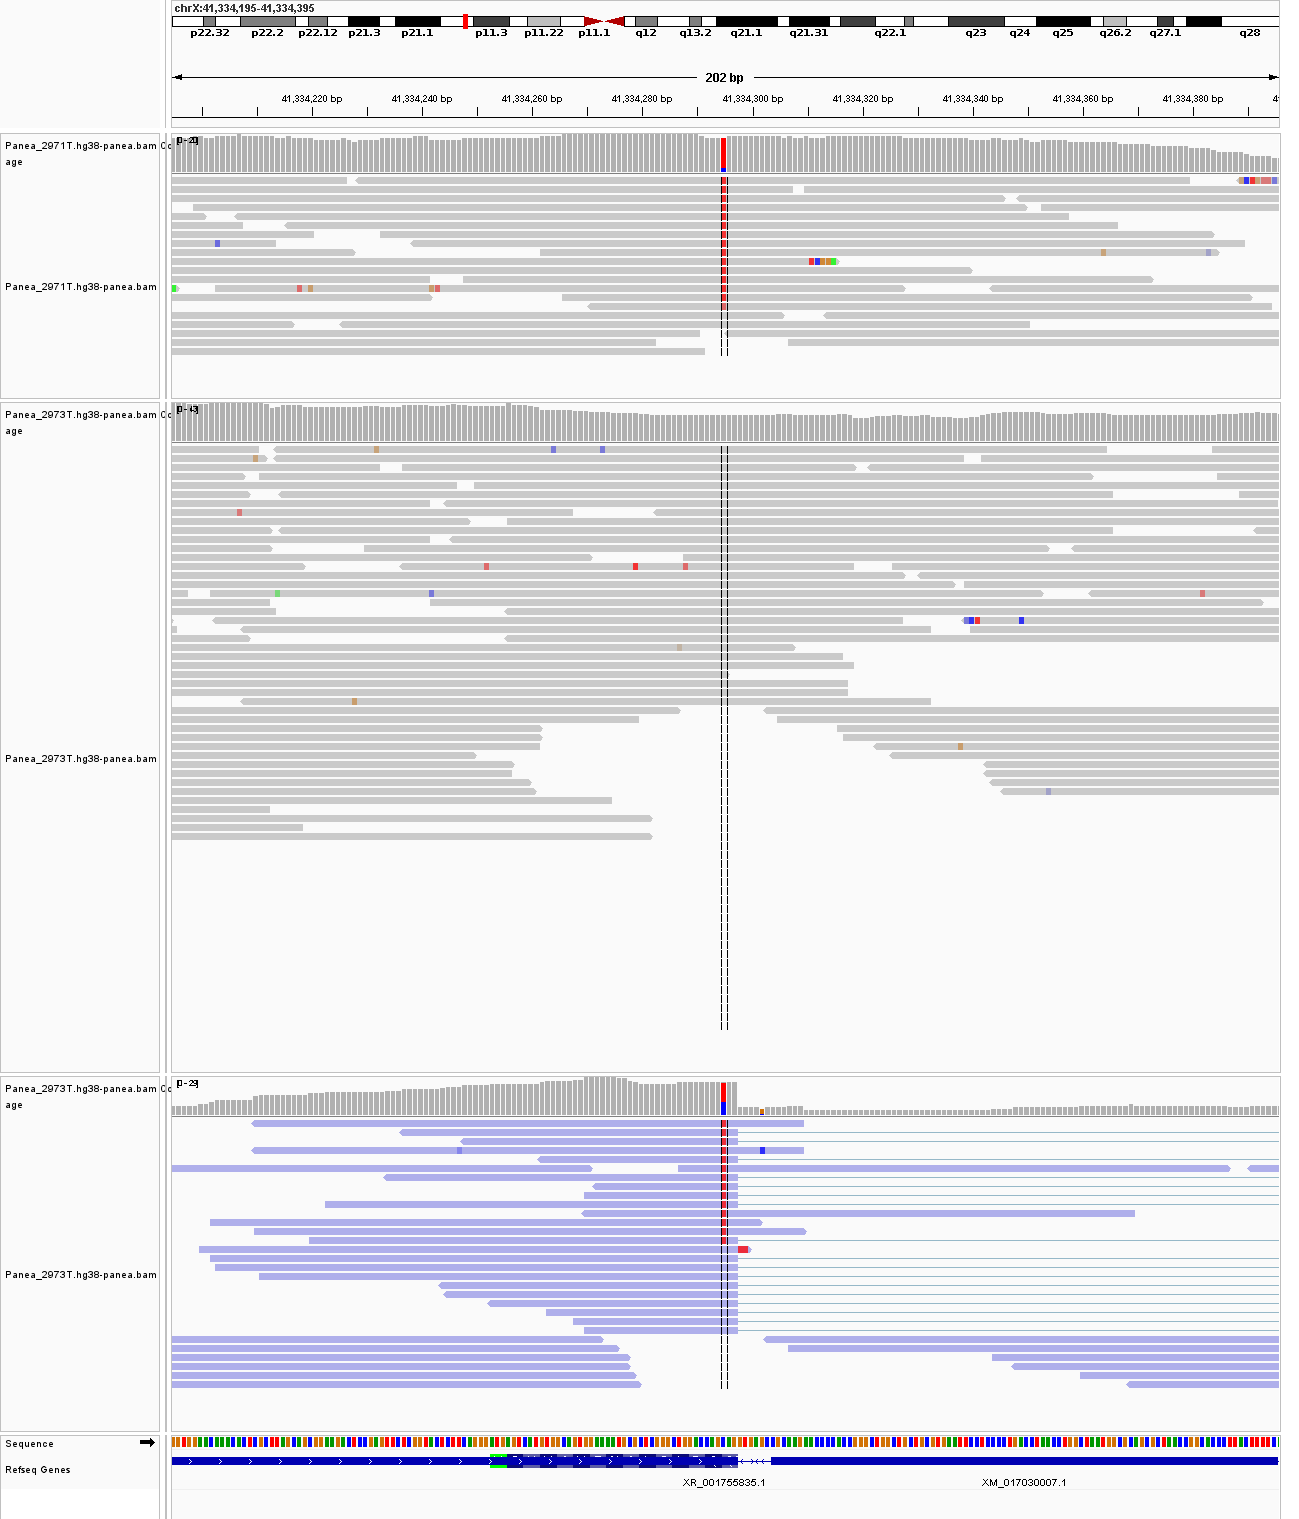 chrX:41,334,195-41,334,395
p22.32 p22.2 p22.12 p21.3 p21.1 p11.3 p11.22 p11.1 q12 q13.2 q21.1 q21.31 q22.1 q23 q24 q25 q26.2 q27.1 q28
202 bp
41,334,220 bp 41,334,240 bp 41,334,260 bp 41,334,280 bp 41,334,300 bp 41,334,320 bp 41,334,340 bp 41,334,360 bp 41,334,380 bp
Panea_2971T.hg38-panea.bam Co
age
[0-20]
Panea_2971T.hg38-panea.bam
Panea_2973T.hg38-panea.bam Co
age
[0-43]
Panea_2973T.hg38-panea.bam
Panea_2973T.hg38-panea.bam Co
age
[0-29]
Panea_2973T.hg38-panea.bam
Sequence
Refseq Genes
XR_001755835.1 XM_017030007.1